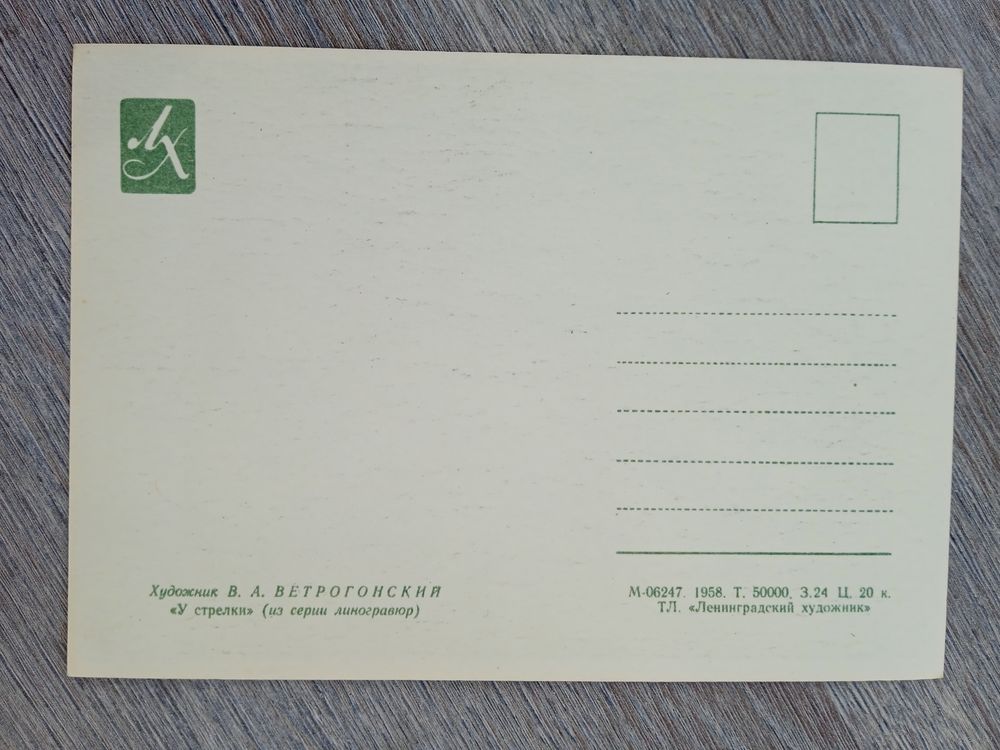 ЛХ
Художник В. А. ВЕТРОГОНСКИЙ
«У стрелки» (из серии линогравюр)
М-06247. 1958. Т. 50000. З.24 Ц. 20 к.
ТЛ. «Ленинградский художник»